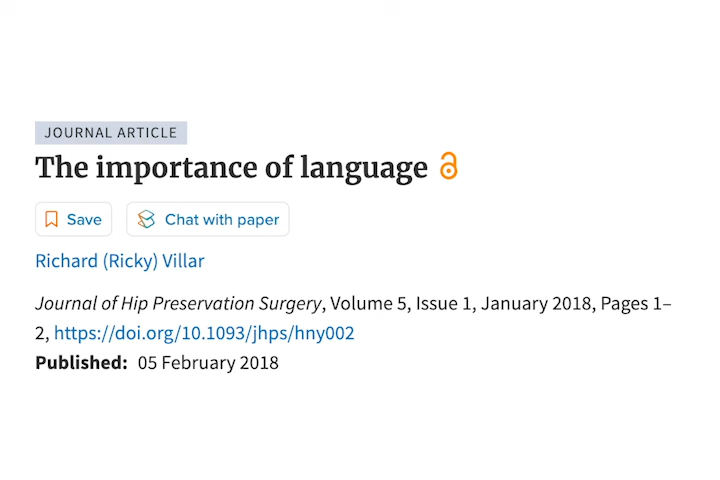 JOURNAL ARTICLE
The importance of language
Save Chat with paper
Richard (Ricky) Villar
Journal of Hip Preservation Surgery, Volume 5, Issue 1, January 2018, Pages 1–
2, https://doi.org/10.1093/jhps/hny002
Published: 05 February 2018